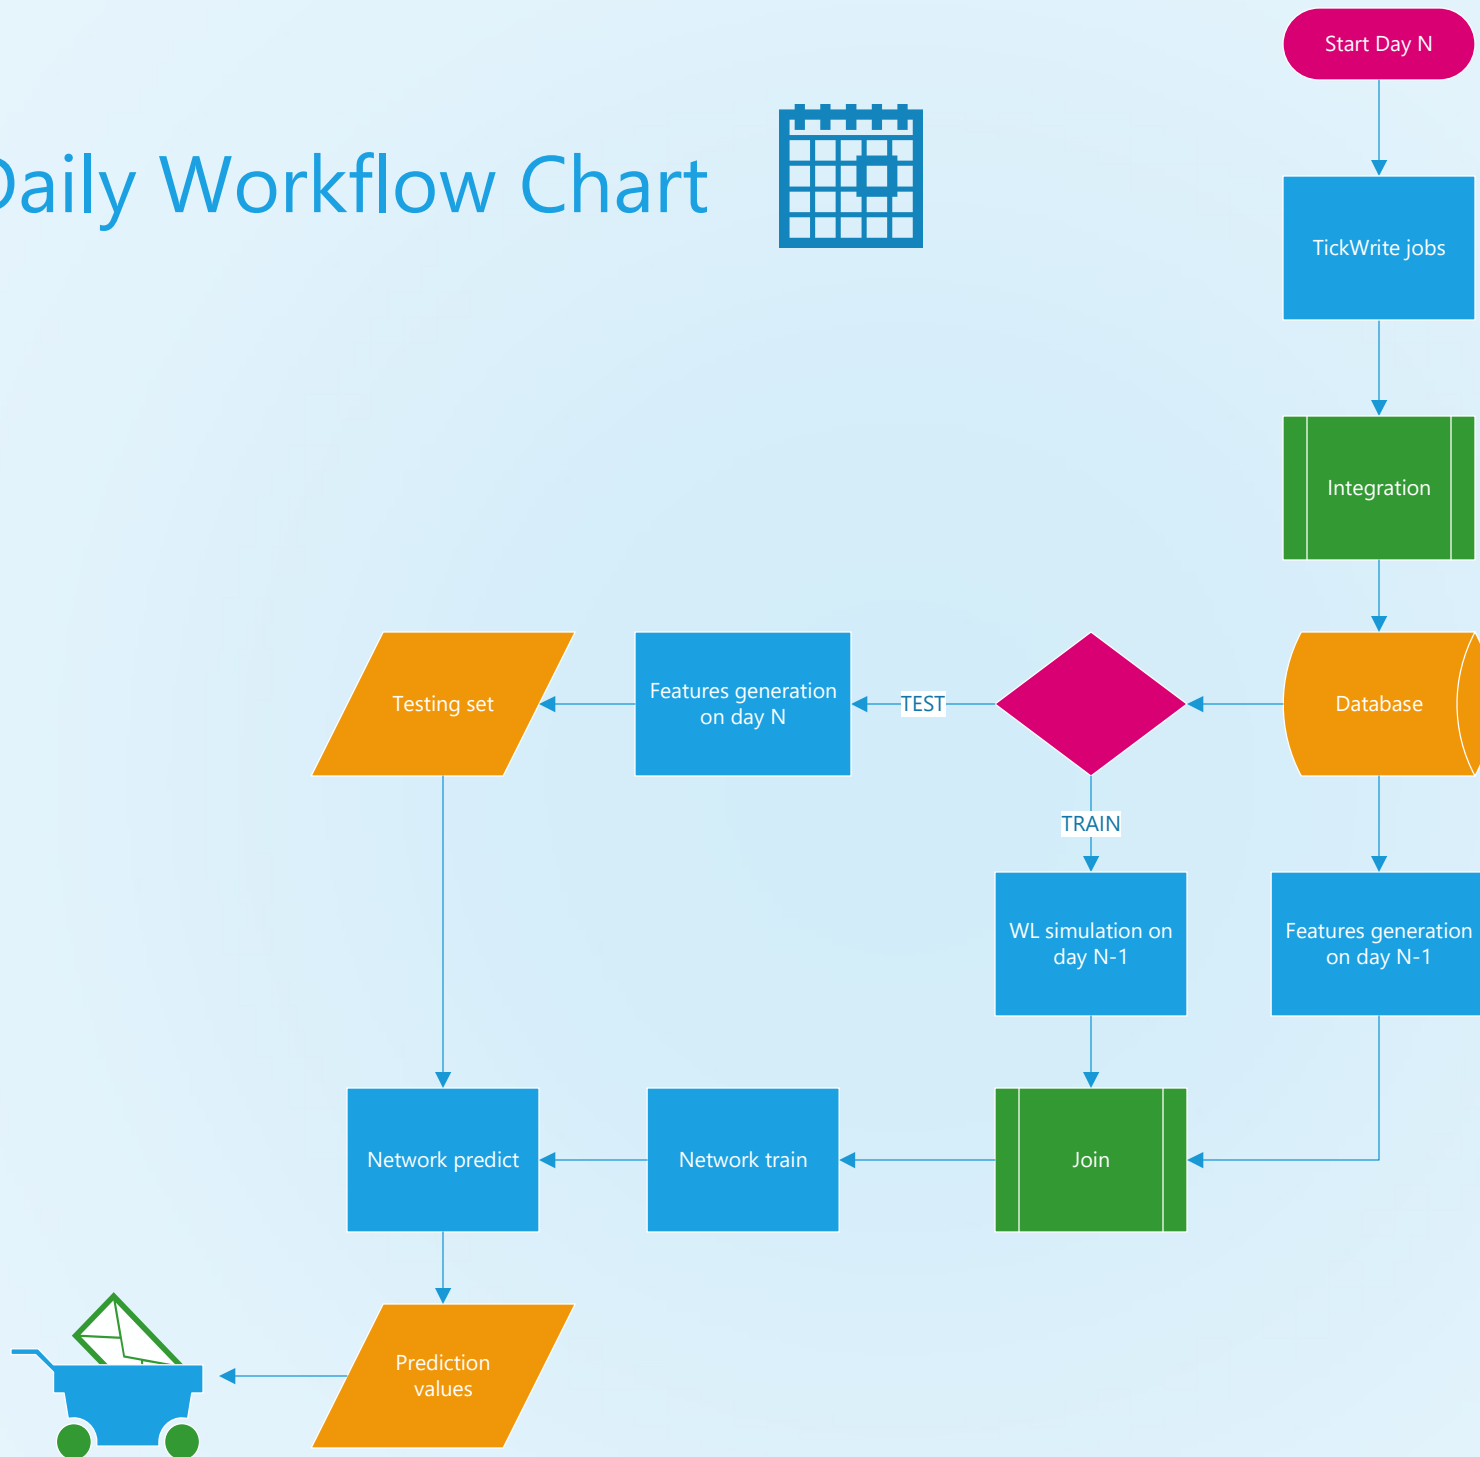 Start Day N
Daily Workflow Chart
TickWrite jobs
Integration
Testing set
Features generation
on day N
TEST
Database
TRAIN
WL simulation on
day N-1
Features generation
on day N-1
Network predict
Network train
Join
Prediction
values